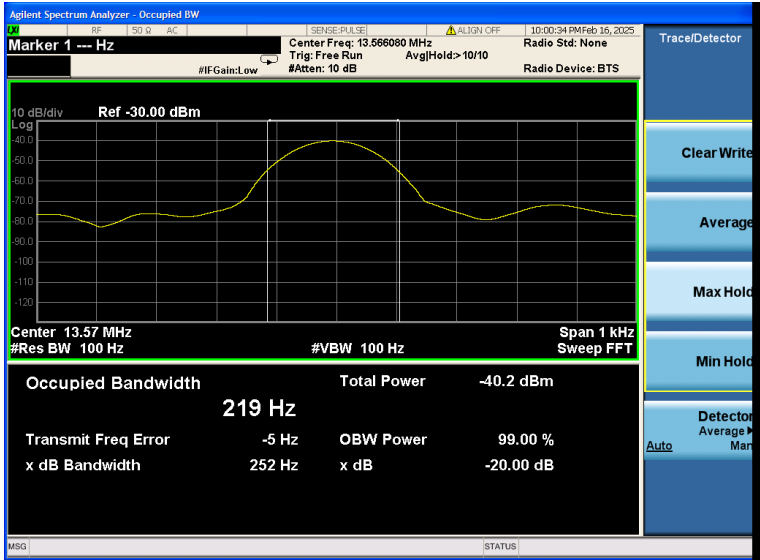 Agilent Spectrum Analyzer - Occupied BW
LXI RF 50 Ω AC SENSE:PULSE ALIGN OFF 10:00:34 PM Feb 16, 2025
Marker 1 --- Hz
Center Freq: 13.566080 MHz Radio Std: None
Trig: Free Run Avg|Hold:> 10/10
#IFGain:Low #Atten: 10 dB Radio Device: BTS
Trace/Detector
10 dB/div Ref -30.00 dBm
Log
-40.0
-50.0
-60.0
-70.0
-80.0
-90.0
-100
-110
-120
Center 13.57 MHz Span 1 kHz
#Res BW 100 Hz #VBW 100 Hz Sweep FFT
Occupied Bandwidth Total Power -40.2 dBm
219 Hz
Transmit Freq Error -5 Hz OBW Power 99.00 %
x dB Bandwidth 252 Hz x dB -20.00 dB
Clear Write
Average
Max Hold
Min Hold
Detector
Average
Auto Man
MSG STATUS